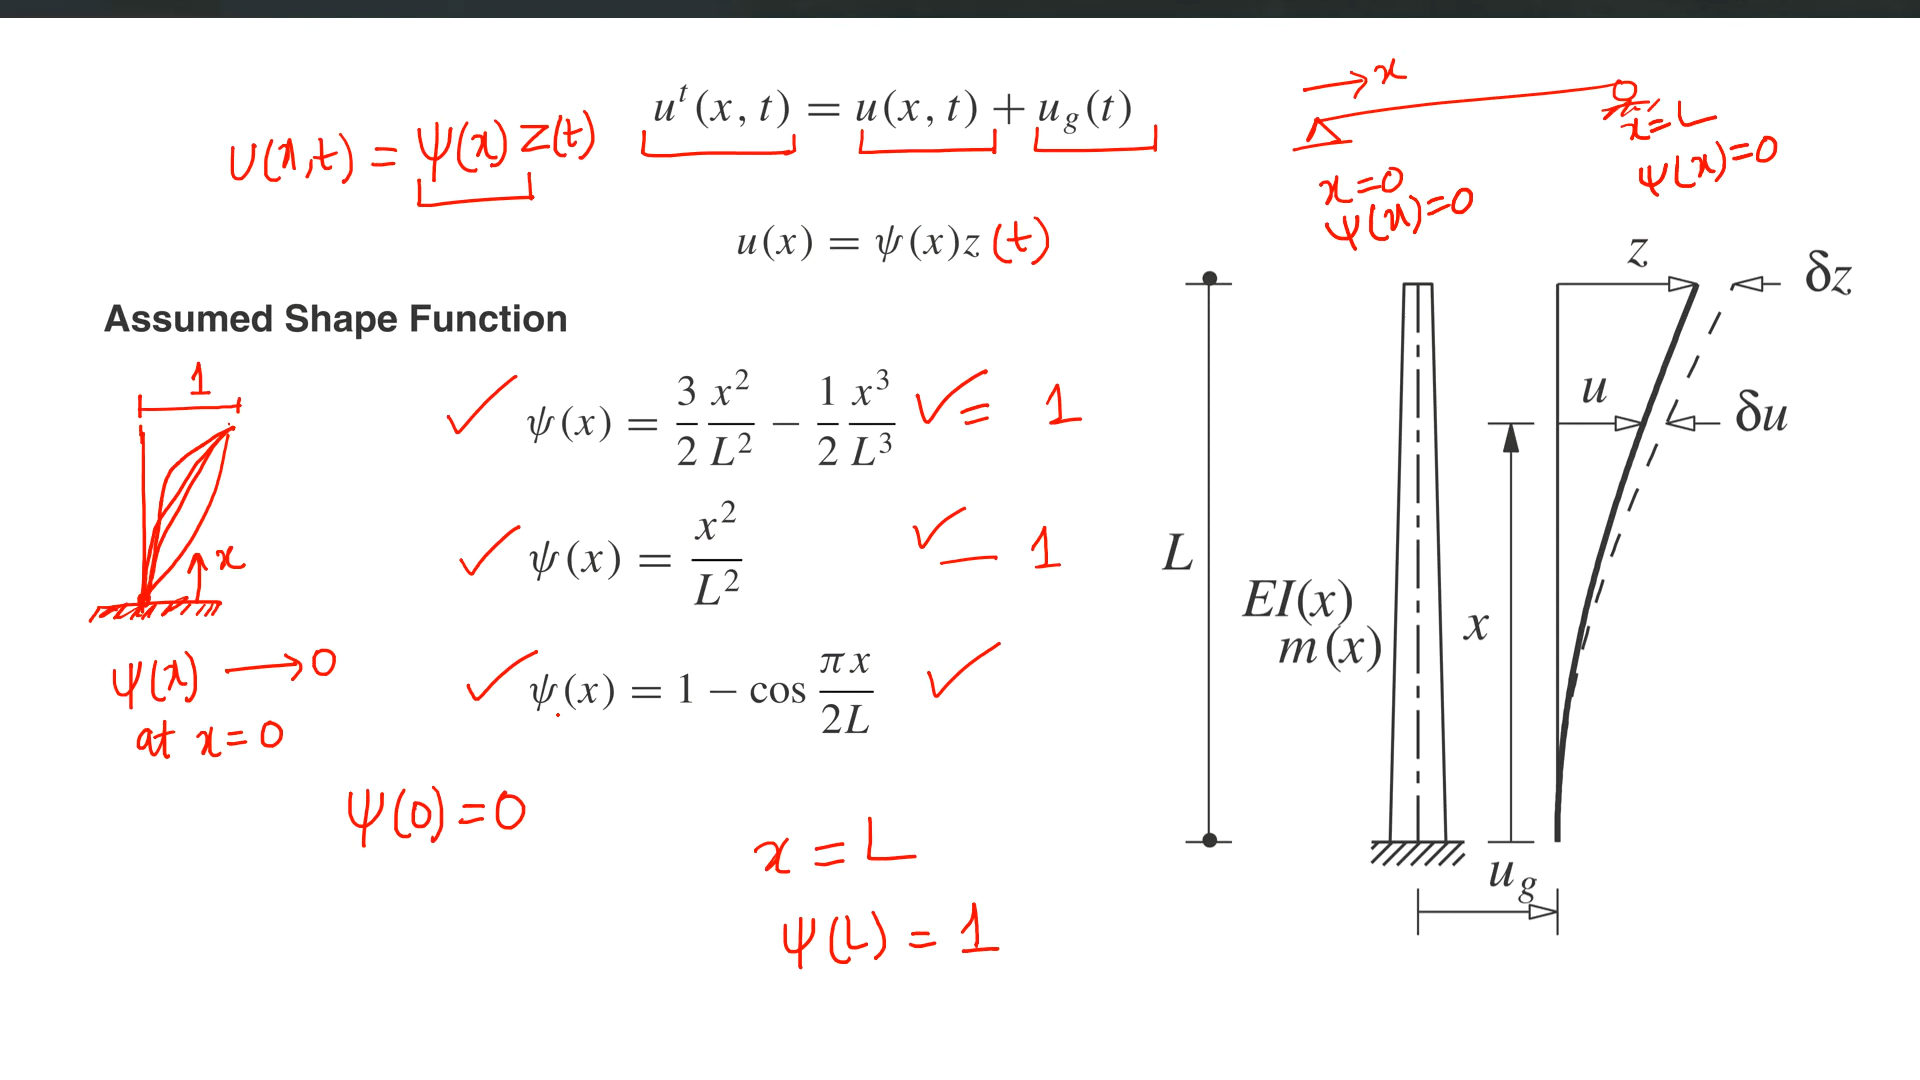 u^t(x, t) = u(x, t) + u_g(t)
U(x,t) = ψ(x) z(t)
u(x) = ψ(x)z (t)
x
x=0
ψ(x)=0
x=L
ψ(x)=0
Assumed Shape Function
1
x
ψ(x) → 0
at x=0
ψ(x) = 3/2 x²/L² − 1/2 x³/L³ = 1
ψ(x) = x²/L² 1
ψ(x) = 1 − cos πx/2L
ψ(0)=0
x = L
ψ(L) = 1
z
δz
u
δu
L
EI(x)
m(x)
x
u_g